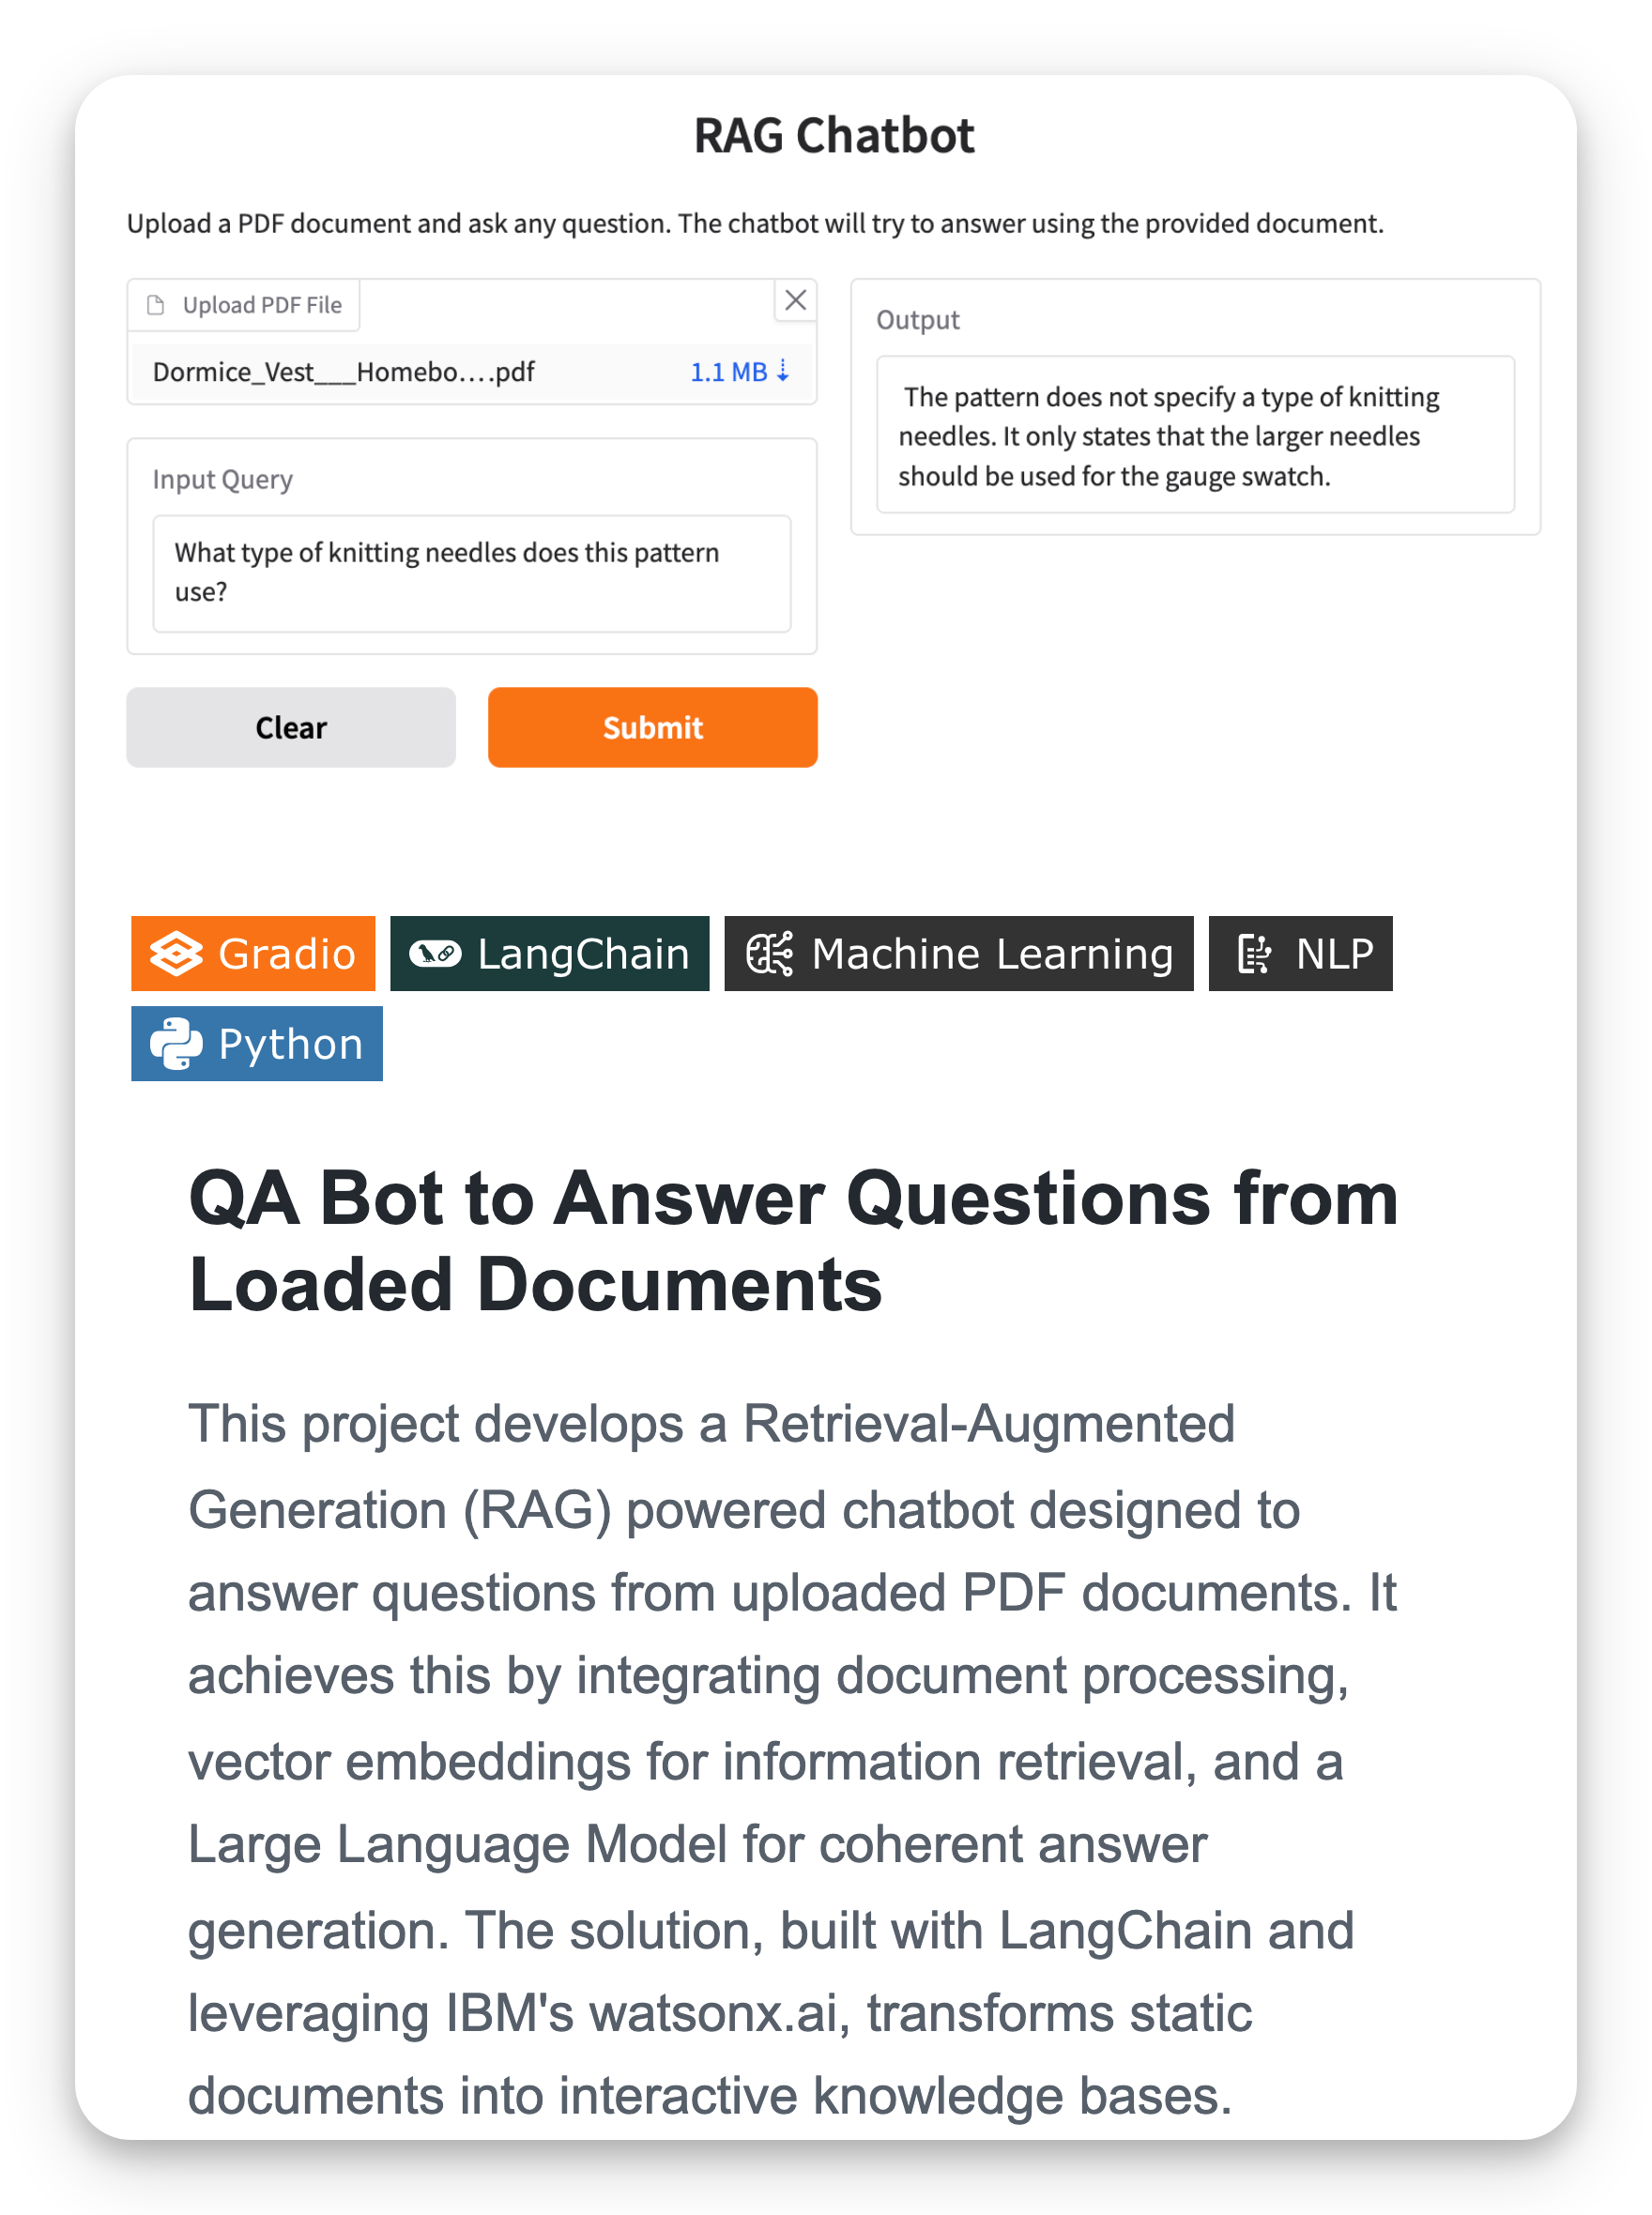 RAG Chatbot
Upload a PDF document and ask any question. The chatbot will try to answer using the provided document.
Upload PDF File
Dormice_Vest___Homebo....pdf
1.1 MB ⇣
Input Query
What type of knitting needles does this pattern
use?
Clear
Submit
Output
The pattern does not specify a type of knitting
needles. It only states that the larger needles
should be used for the gauge swatch.
Gradio
LangChain
Machine Learning
NLP
Python
QA Bot to Answer Questions from
Loaded Documents
This project develops a Retrieval-Augmented
Generation (RAG) powered chatbot designed to
answer questions from uploaded PDF documents. It
achieves this by integrating document processing,
vector embeddings for information retrieval, and a
Large Language Model for coherent answer
generation. The solution, built with LangChain and
leveraging IBM's watsonx.ai, transforms static
documents into interactive knowledge bases.